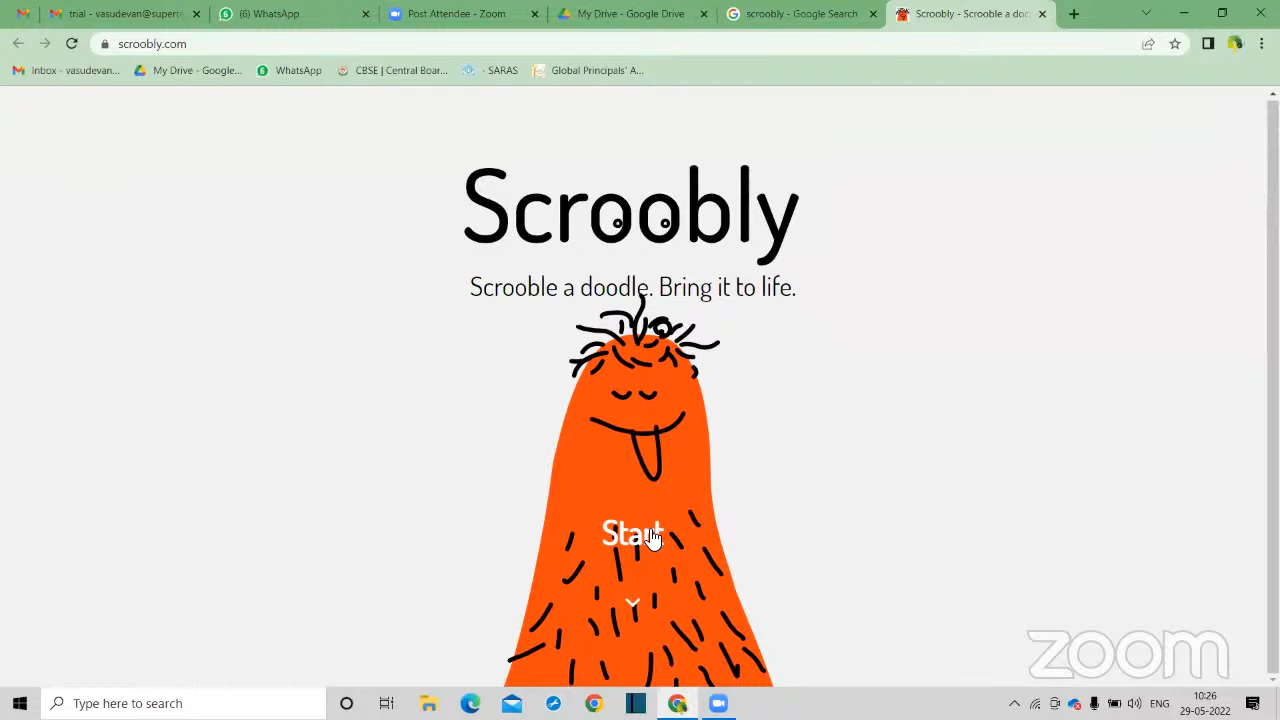 trial - vasudevan@supert
(6) WhatsApp
Post Attendee - Zoom
My Drive - Google Drive
scroobly - Google Search
Scroobly - Scrooble a doc
scroobly.com
Inbox - vasudevan...
My Drive - Google...
WhatsApp
CBSE | Central Boar...
- SARAS
Global Principals' A...
Scroobly
Scrooble a doodle. Bring it to life.
Start
zoom
Type here to search
ENG
10:26
29-05-2022